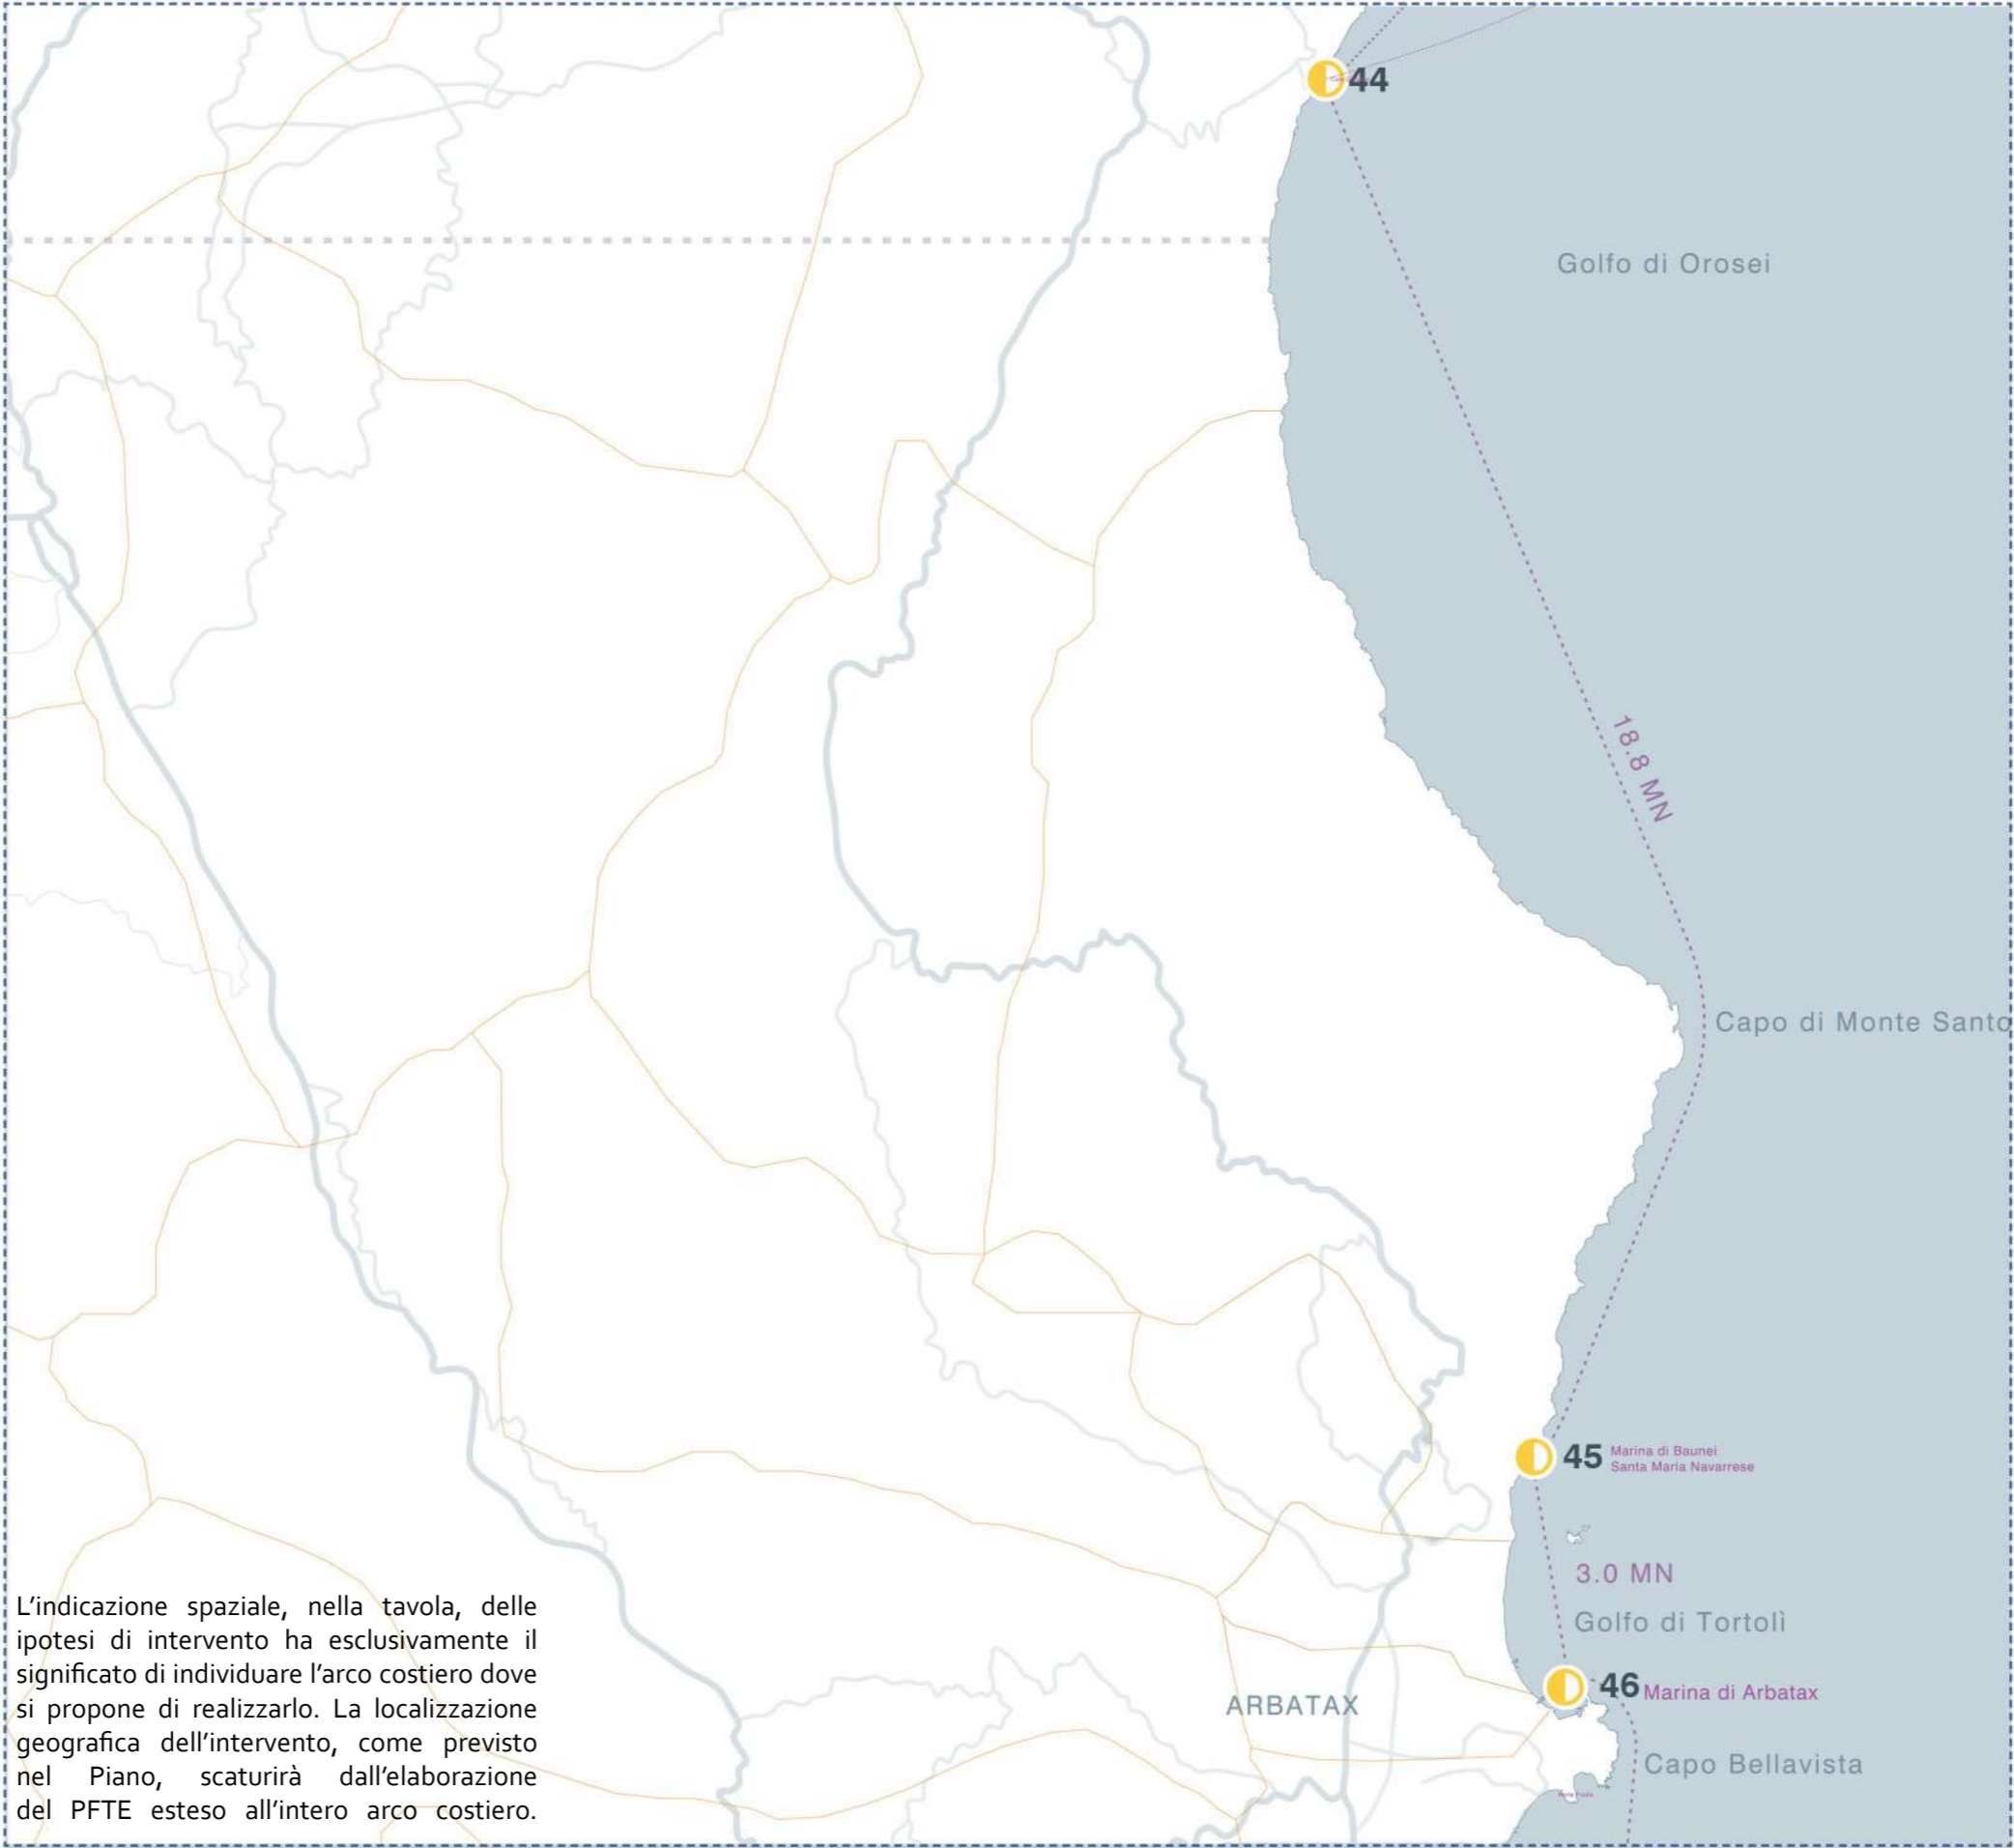 44
Golfo di Orosei
18.8 MN
Capo di Monte Santo
45 Marina di Baunei
Santa Maria Navarrese
3.0 MN
Golfo di Tortolì
46 Marina di Arbatax
ARBATAX
Capo Bellavista
L'indicazione spaziale, nella tavola, delle
ipotesi di intervento ha esclusivamente il
significato di individuare l'arco costiero dove
si propone di realizzarlo. La localizzazione
geografica dell'intervento, come previsto
nel Piano, scaturirà dall'elaborazione
del PFTE esteso all'intero arco costiero.